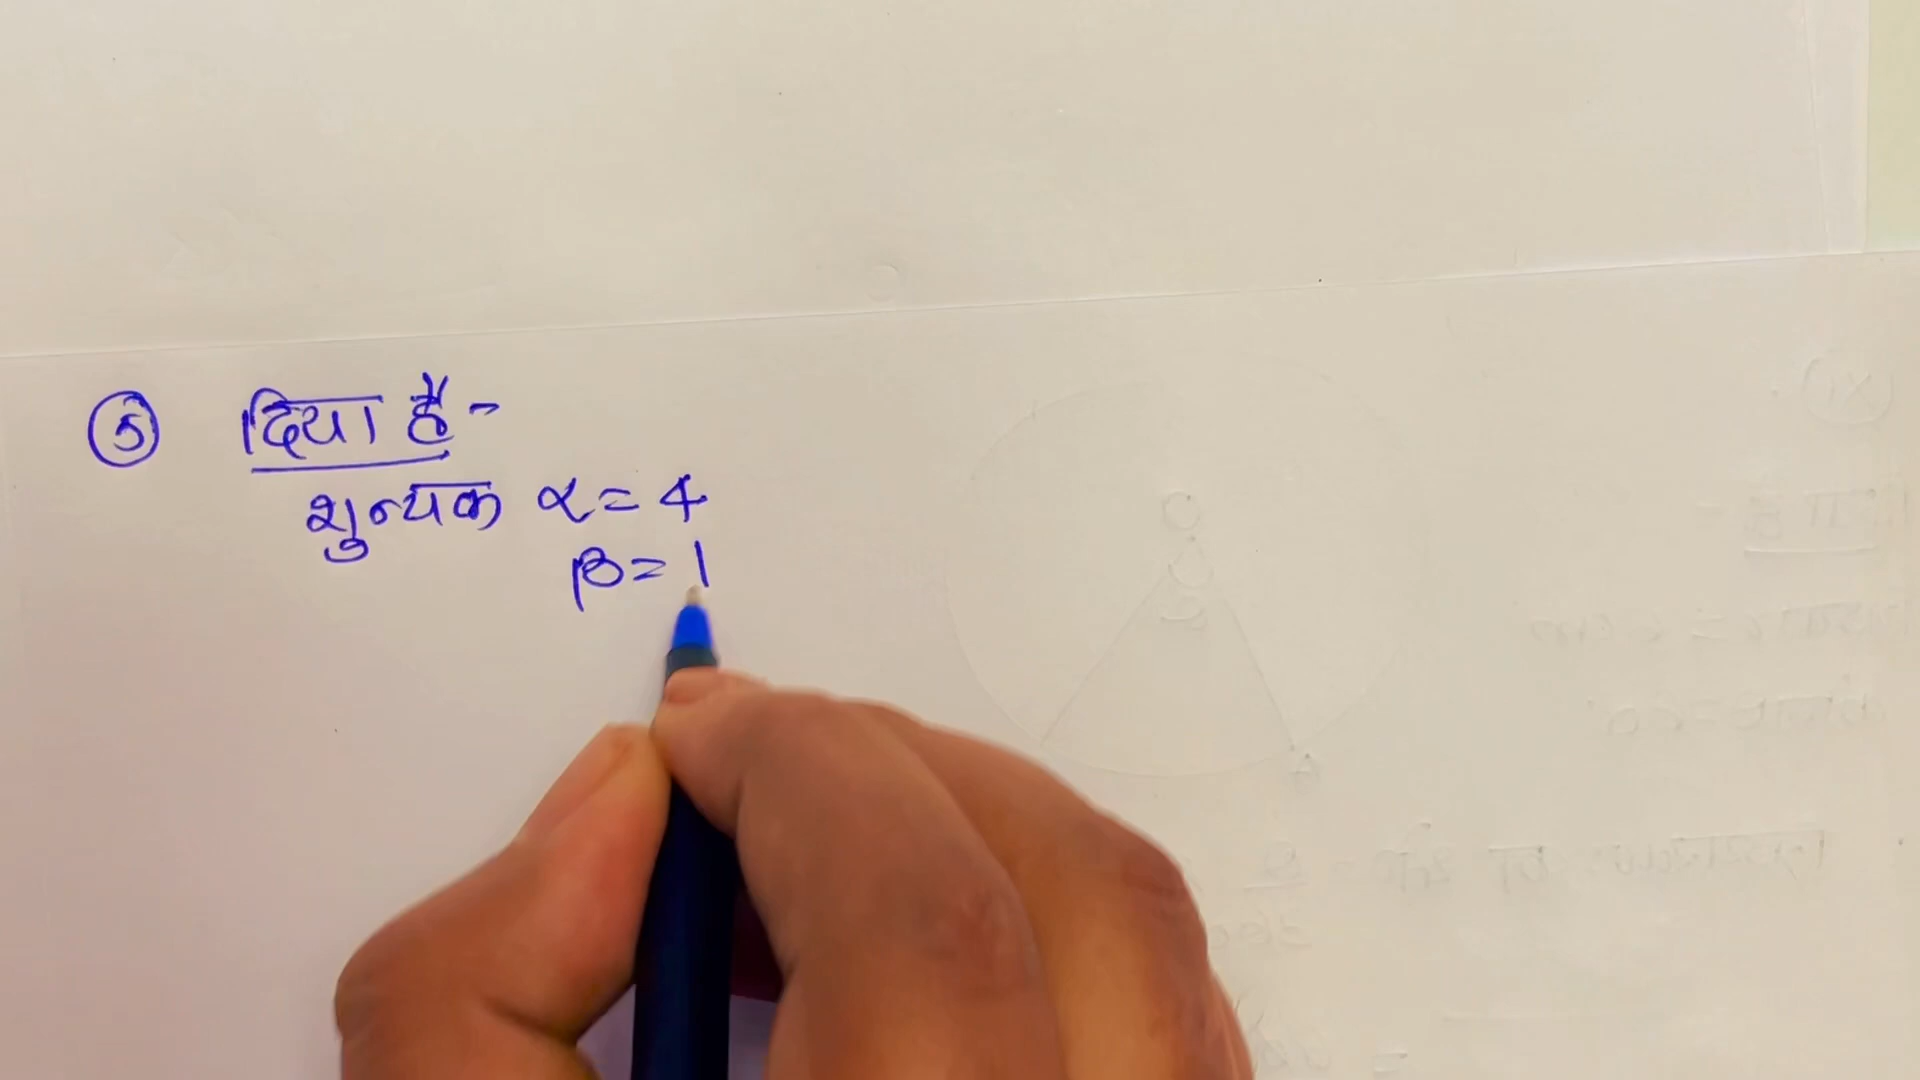 ⑤ दिया है -
शुन्यक α = 4
β = 1